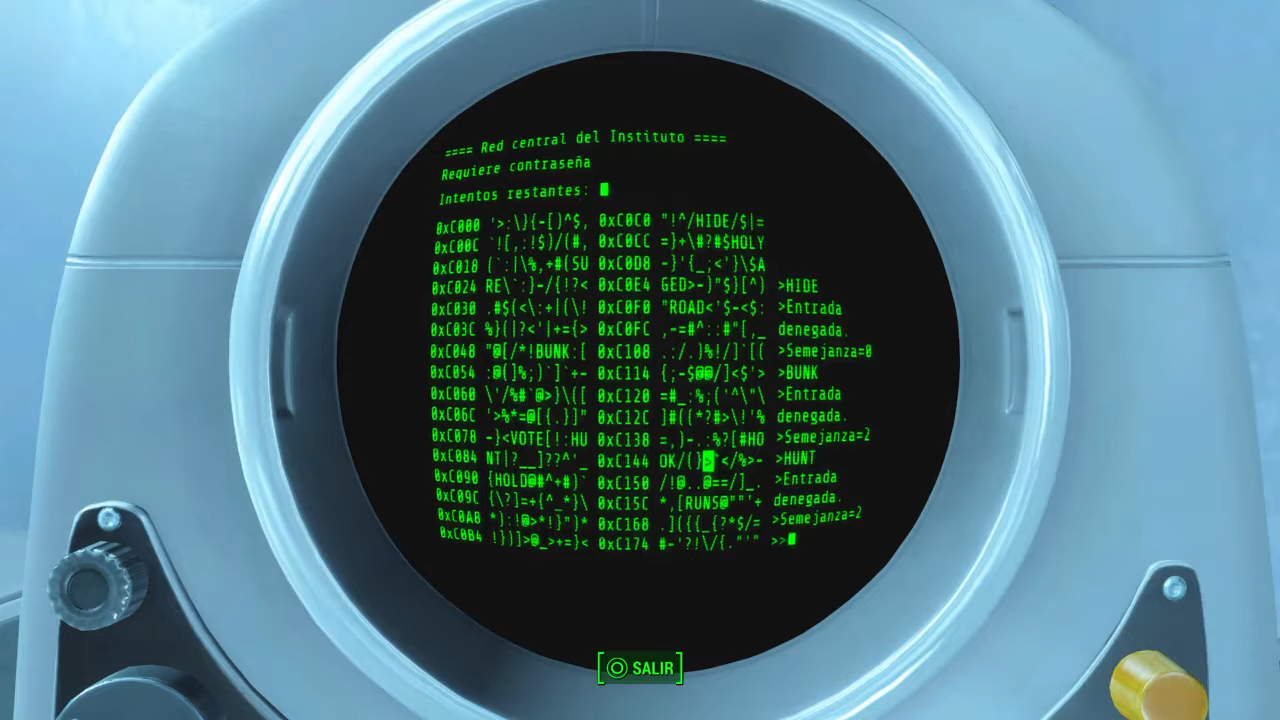 ==== Red central del Instituto ====
Requiere contraseña
Intentos restantes: █
0xC000 '>:\}{-[)^$, 0xC0C0 "!^/HIDE/$|=
0xC00C `![,:!$)/(#, 0xC0CC =}+\#?#$HOLY
0xC018 (`:|\%,+#(SU 0xC0D8 -}'{_;<'}\$A
0xC024 RE\`:}-/{!?< 0xC0E4 GED>-)"$}[^) >HIDE
0xC030 .#$(<\:+|(\! 0xC0F0 "ROAD<'$-<$: >Entrada
0xC03C %}(|?<'|+={> 0xC0FC ,-=#^::#"[,_ denegada.
0xC048 "@[/*!BUNK:[ 0xC108 .:/.)%!/]`[( >Semejanza=0
0xC054 :@(]%;)`]`+- 0xC114 {;-$@@/]<$'> >BUNK
0xC060 \'/%#`@>)\([ 0xC120 =#_:%;('^\"\ >Entrada
0xC06C '>%*=@[{.}]" 0xC12C ]#((*?#>\!'% denegada.
0xC078 -}<VOTE[!:HU 0xC138 =,)-.:%?[#HO >Semejanza=2
0xC084 NT|?__]??^'_ 0xC144 OK/(}>`</%>- >HUNT
0xC090 {HOLD@#^+#)` 0xC150 /!@..@==/]_. >Entrada
0xC09C {\?]=+{^_*)\ 0xC15C *,[RUNS@""'+ denegada.
0xC0A8 *):!@>*!}")* 0xC168 .]({{_{?*$/= >Semejanza=2
0xC0B4 !})]>@_>+=}< 0xC174 #-'?!\/{."'" >>█
SALIR